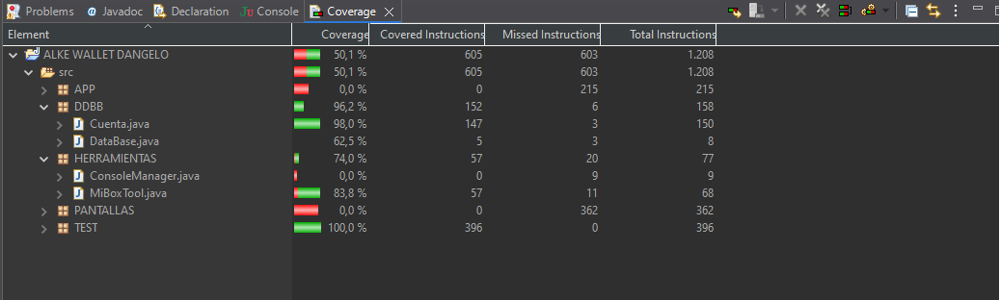 Problems @ Javadoc Declaration Ju Console Coverage
Element Coverage Covered Instructions Missed Instructions Total Instructions
ALKE WALLET DANGELO 50,1 % 605 603 1.208
src 50,1 % 605 603 1.208
APP 0,0 % 0 215 215
DDBB 96,2 % 152 6 158
Cuenta.java 98,0 % 147 3 150
DataBase.java 62,5 % 5 3 8
HERRAMIENTAS 74,0 % 57 20 77
ConsoleManager.java 0,0 % 0 9 9
MiBoxTool.java 83,8 % 57 11 68
PANTALLAS 0,0 % 0 362 362
TEST 100,0 % 396 0 396